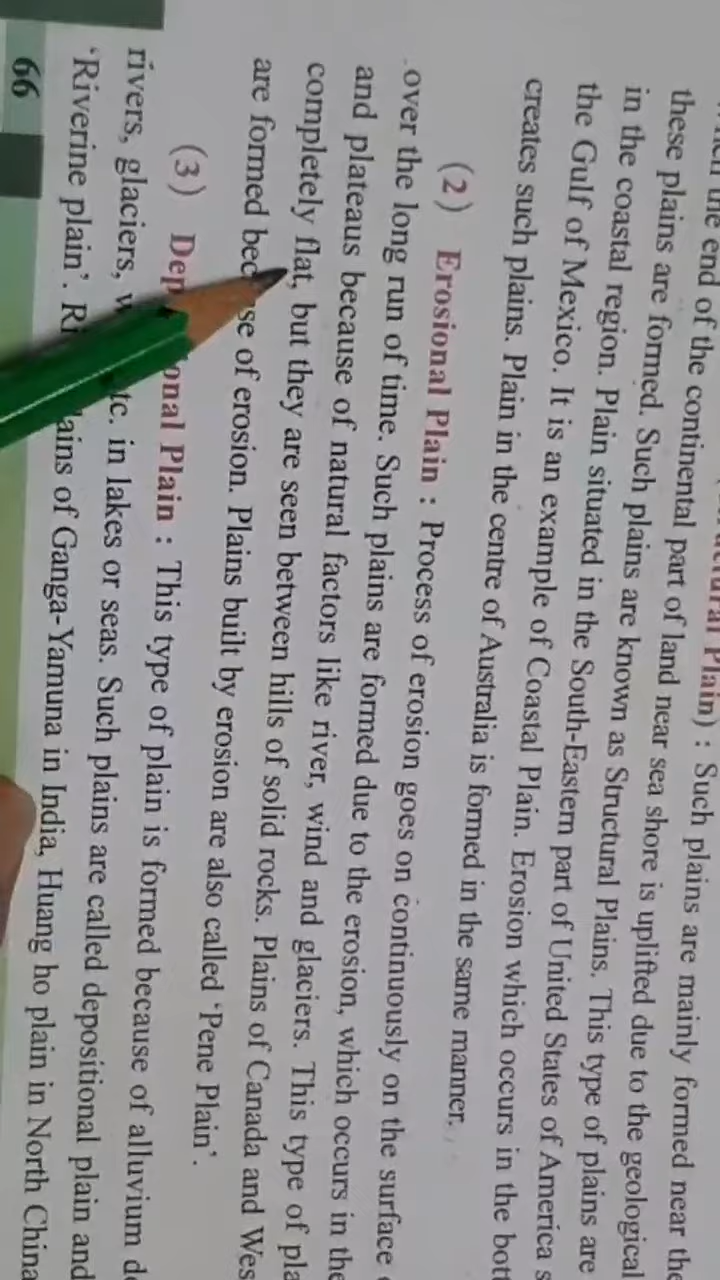 the end of the continental part of land near sea shore is uplifted due to the geological
Plain) : Such plains are mainly formed near the
these plains are formed. Such plains are known as Structural Plains. This type of plains are
in the coastal region. Plain situated in the South-Eastern part of United States of America
the Gulf of Mexico. It is an example of Coastal Plain. Erosion which occurs in the
creates such plains. Plain in the centre of Australia is formed in the same manner.
(2) Erosional Plain : Process of erosion goes on continuously on the surface
over the long run of time. Such plains are formed due to the erosion, which occurs in the
and plateaus because of natural factors like river, wind and glaciers. This type of
completely flat, but they are seen between hills of solid rocks. Plains of Canada and
are formed of erosion. Plains built by erosion are also called 'Pene Plain'.
(3) Plain : This type of plain is formed because of alluvium
rivers, glaciers, in lakes or seas. Such plains are called depositional plain and
'Riverine plain'. of Ganga-Yamuna in India, Huang ho plain in North China
66